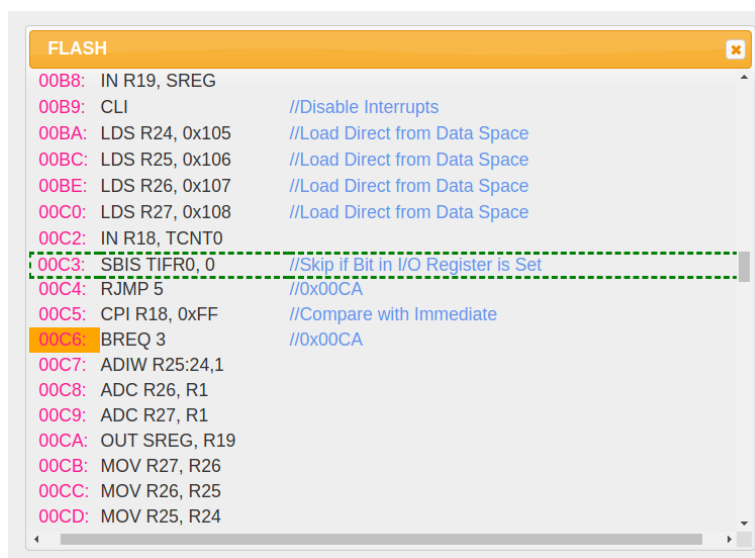 FLASH
00B8: IN R19, SREG
00B9: CLI //Disable Interrupts
00BA: LDS R24, 0x105 //Load Direct from Data Space
00BC: LDS R25, 0x106 //Load Direct from Data Space
00BE: LDS R26, 0x107 //Load Direct from Data Space
00C0: LDS R27, 0x108 //Load Direct from Data Space
00C2: IN R18, TCNT0
00C3: SBIS TIFR0, 0 //Skip if Bit in I/O Register is Set
00C4: RJMP 5 //0x00CA
00C5: CPI R18, 0xFF //Compare with Immediate
00C6: BREQ 3 //0x00CA
00C7: ADIW R25:24,1
00C8: ADC R26, R1
00C9: ADC R27, R1
00CA: OUT SREG, R19
00CB: MOV R27, R26
00CC: MOV R26, R25
00CD: MOV R25, R24